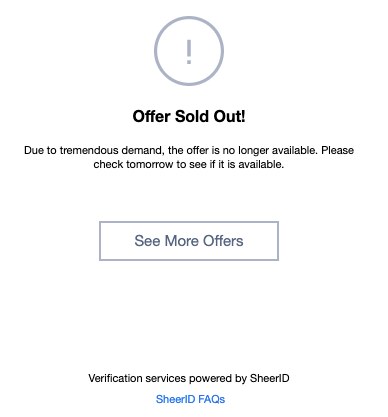 !
Offer Sold Out!
Due to tremendous demand, the offer is no longer available. Please
check tomorrow to see if it is available.
See More Offers
Verification services powered by SheerID
SheerID FAQs